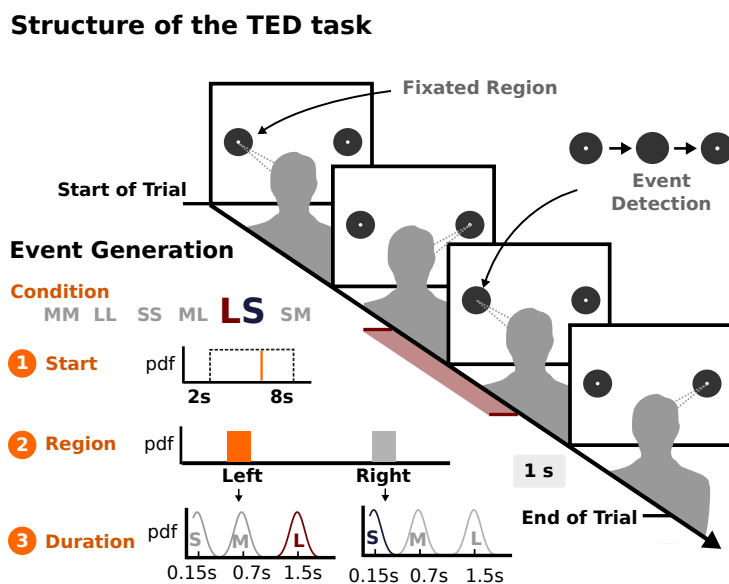 Structure of the TED task
Fixated Region
Start of Trial
Event
Detection
Event Generation
Condition
MM LL SS ML LS SM
1 Start pdf
2s 8s
2 Region pdf
Left Right
1 s
End of Trial
3 Duration pdf S M L S M L
0.15s 0.7s 1.5s 0.15s 0.7s 1.5s